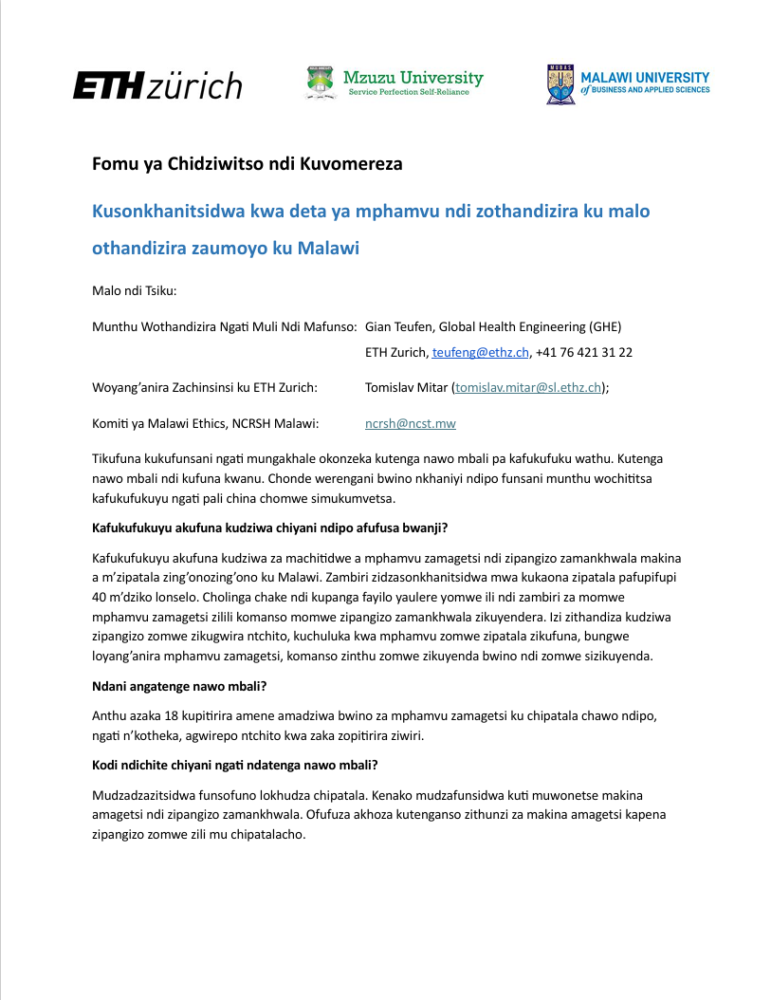 ETH zürich
Mzuzu University
Service Perfection Self-Reliance
MUBAS
MALAWI UNIVERSITY
of BUSINESS AND APPLIED SCIENCES
Fomu ya Chidziwitso ndi Kuvomereza
Kusonkhanitsidwa kwa deta ya mphamvu ndi zothandizira ku malo
othandizira zaumoyo ku Malawi
Malo ndi Tsiku:
Munthu Wothandizira Ngati Muli Ndi Mafunso: Gian Teufen, Global Health Engineering (GHE)
ETH Zurich, teufeng@ethz.ch, +41 76 421 31 22
Woyang’anira Zachinsinsi ku ETH Zurich: Tomislav Mitar (tomislav.mitar@sl.ethz.ch);
Komiti ya Malawi Ethics, NCRSH Malawi: ncrsh@ncst.mw
Tikufuna kukufunsani ngati mungakhale okonzeka kutenga nawo mbali pa kafukufuku wathu. Kutenga
nawo mbali ndi kufuna kwanu. Chonde werengani bwino nkhaniyi ndipo funsani munthu wochititsa
kafukufukuyu ngati pali china chomwe simukumvetsa.
Kafukufukuyu akufuna kudziwa chiyani ndipo afufusa bwanji?
Kafukufukuyu akufuna kudziwa za machitidwe a mphamvu zamagetsi ndi zipangizo zamankhwala makina
a m’zipatala zing’onozing’ono ku Malawi. Zambiri zidzasonkhanitsidwa mwa kukaona zipatala pafupifupi
40 m’dziko lonselo. Cholinga chake ndi kupanga fayilo yaulere yomwe ili ndi zambiri za momwe
mphamvu zamagetsi zilili komanso momwe zipangizo zamankhwala zikuyendera. Izi zithandiza kudziwa
zipangizo zomwe zikugwira ntchito, kuchuluka kwa mphamvu zomwe zipatala zikufuna, bungwe
loyang’anira mphamvu zamagetsi, komanso zinthu zomwe zikuyenda bwino ndi zomwe sizikuyenda.
Ndani angatenge nawo mbali?
Anthu azaka 18 kupitirira amene amadziwa bwino za mphamvu zamagetsi ku chipatala chawo ndipo,
ngati n’kotheka, agwirepo ntchito kwa zaka zopitirira ziwiri.
Kodi ndichite chiyani ngati ndatenga nawo mbali?
Mudzadzazitsidwa funsofuno lokhudza chipatala. Kenako mudzafunsidwa kuti muwonetse makina
amagetsi ndi zipangizo zamankhwala. Ofufuza akhoza kutenganso zithunzi za makina amagetsi kapena
zipangizo zomwe zili mu chipatalacho.